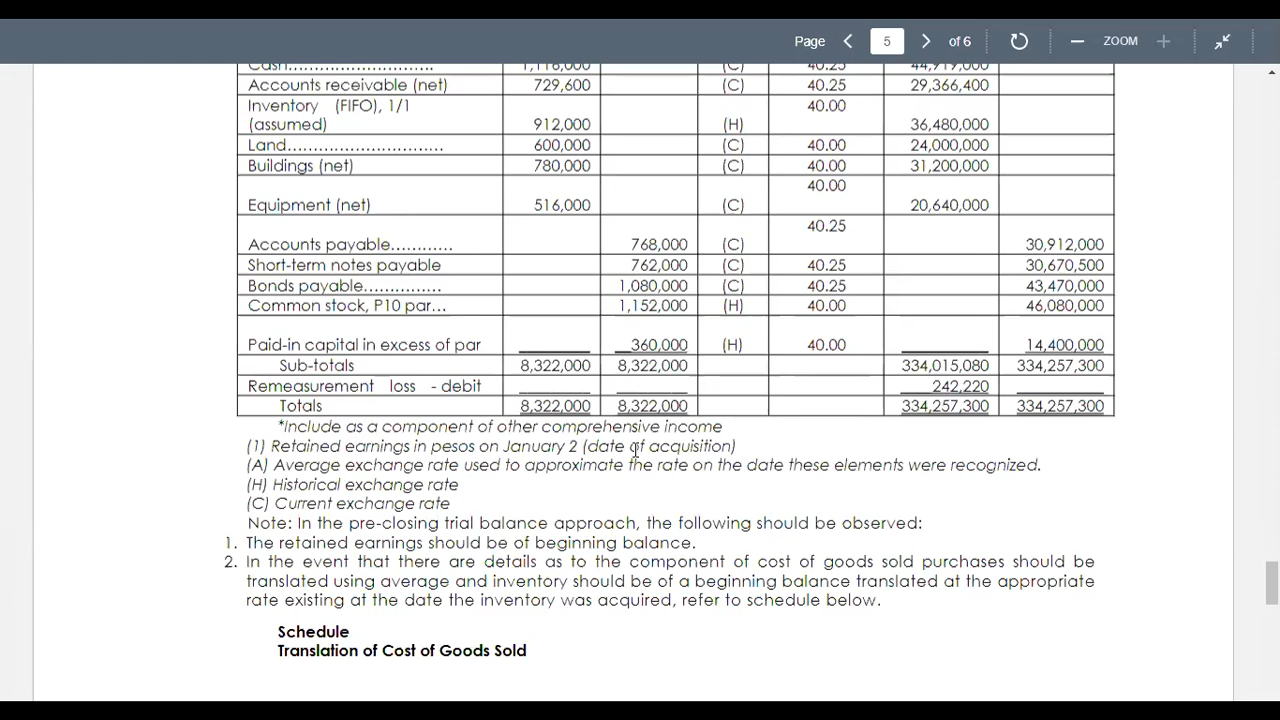 Page 5 of 6 ZOOM
Cash……………………….. 1,116,000 (C) 40.25 44,919,000
Accounts receivable (net) 729,600 (C) 40.25 29,366,400
Inventory (FIFO), 1/1 40.00
(assumed) 912,000 (H) 36,480,000
Land………………………… 600,000 (C) 40.00 24,000,000
Buildings (net) 780,000 (C) 40.00 31,200,000
40.00
Equipment (net) 516,000 (C) 20,640,000
40.25
Accounts payable………… 768,000 (C) 30,912,000
Short-term notes payable 762,000 (C) 40.25 30,670,500
Bonds payable…………… 1,080,000 (C) 40.25 43,470,000
Common stock, P10 par… 1,152,000 (H) 40.00 46,080,000
Paid-in capital in excess of par 360,000 (H) 40.00 14,400,000
Sub-totals 8,322,000 8,322,000 334,015,080 334,257,300
Remeasurement loss - debit 242,220
Totals 8,322,000 8,322,000 334,257,300 334,257,300
*Include as a component of other comprehensive income
(1) Retained earnings in pesos on January 2 (date of acquisition)
(A) Average exchange rate used to approximate the rate on the date these elements were recognized.
(H) Historical exchange rate
(C) Current exchange rate
Note: In the pre-closing trial balance approach, the following should be observed:
1. The retained earnings should be of beginning balance.
2. In the event that there are details as to the component of cost of goods sold purchases should be
translated using average and inventory should be of a beginning balance translated at the appropriate
rate existing at the date the inventory was acquired, refer to schedule below.
Schedule
Translation of Cost of Goods Sold